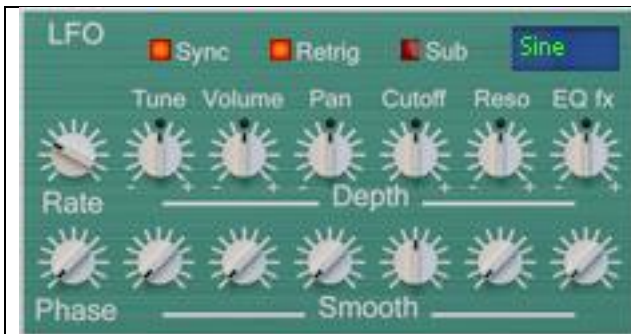 LFO
Sync Retrig Sub Sine
Tune Volume Pan Cutoff Reso EQ fx
- + - + - + - + - + - +
Rate Depth
Phase Smooth